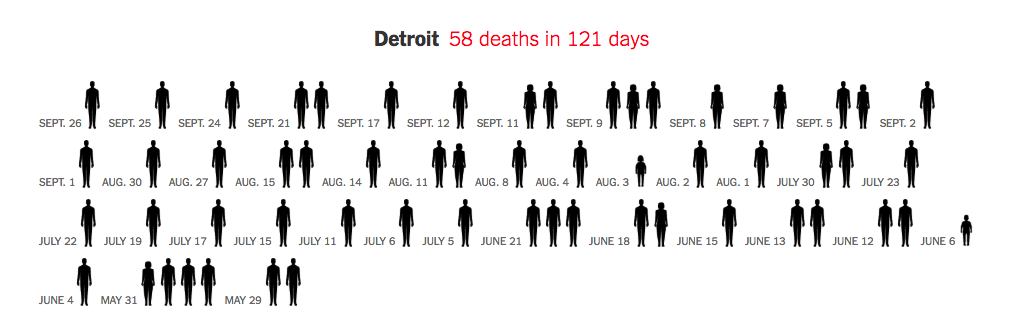 Detroit 58 deaths in 121 days
SEPT. 26 SEPT. 25 SEPT. 24 SEPT. 21 SEPT. 17 SEPT. 12 SEPT. 11 SEPT. 9 SEPT. 8 SEPT. 7 SEPT. 5 SEPT. 2
SEPT. 1 AUG. 30 AUG. 27 AUG. 15 AUG. 14 AUG. 11 AUG. 8 AUG. 4 AUG. 3 AUG. 2 AUG. 1 JULY 30 JULY 23
JULY 22 JULY 19 JULY 17 JULY 15 JULY 11 JULY 6 JULY 5 JUNE 21 JUNE 18 JUNE 15 JUNE 13 JUNE 12 JUNE 6
JUNE 4 MAY 31 MAY 29